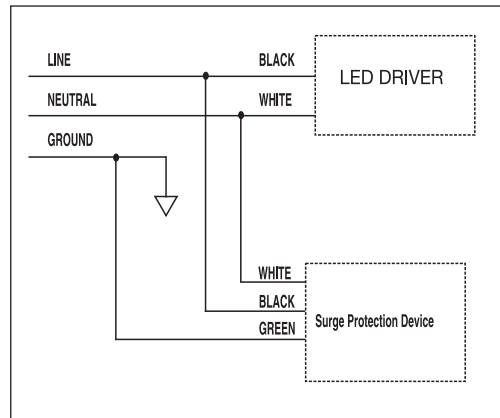 LINE
BLACK
LED DRIVER
NEUTRAL
WHITE
GROUND
WHITE
BLACK
Surge Protection Device
GREEN